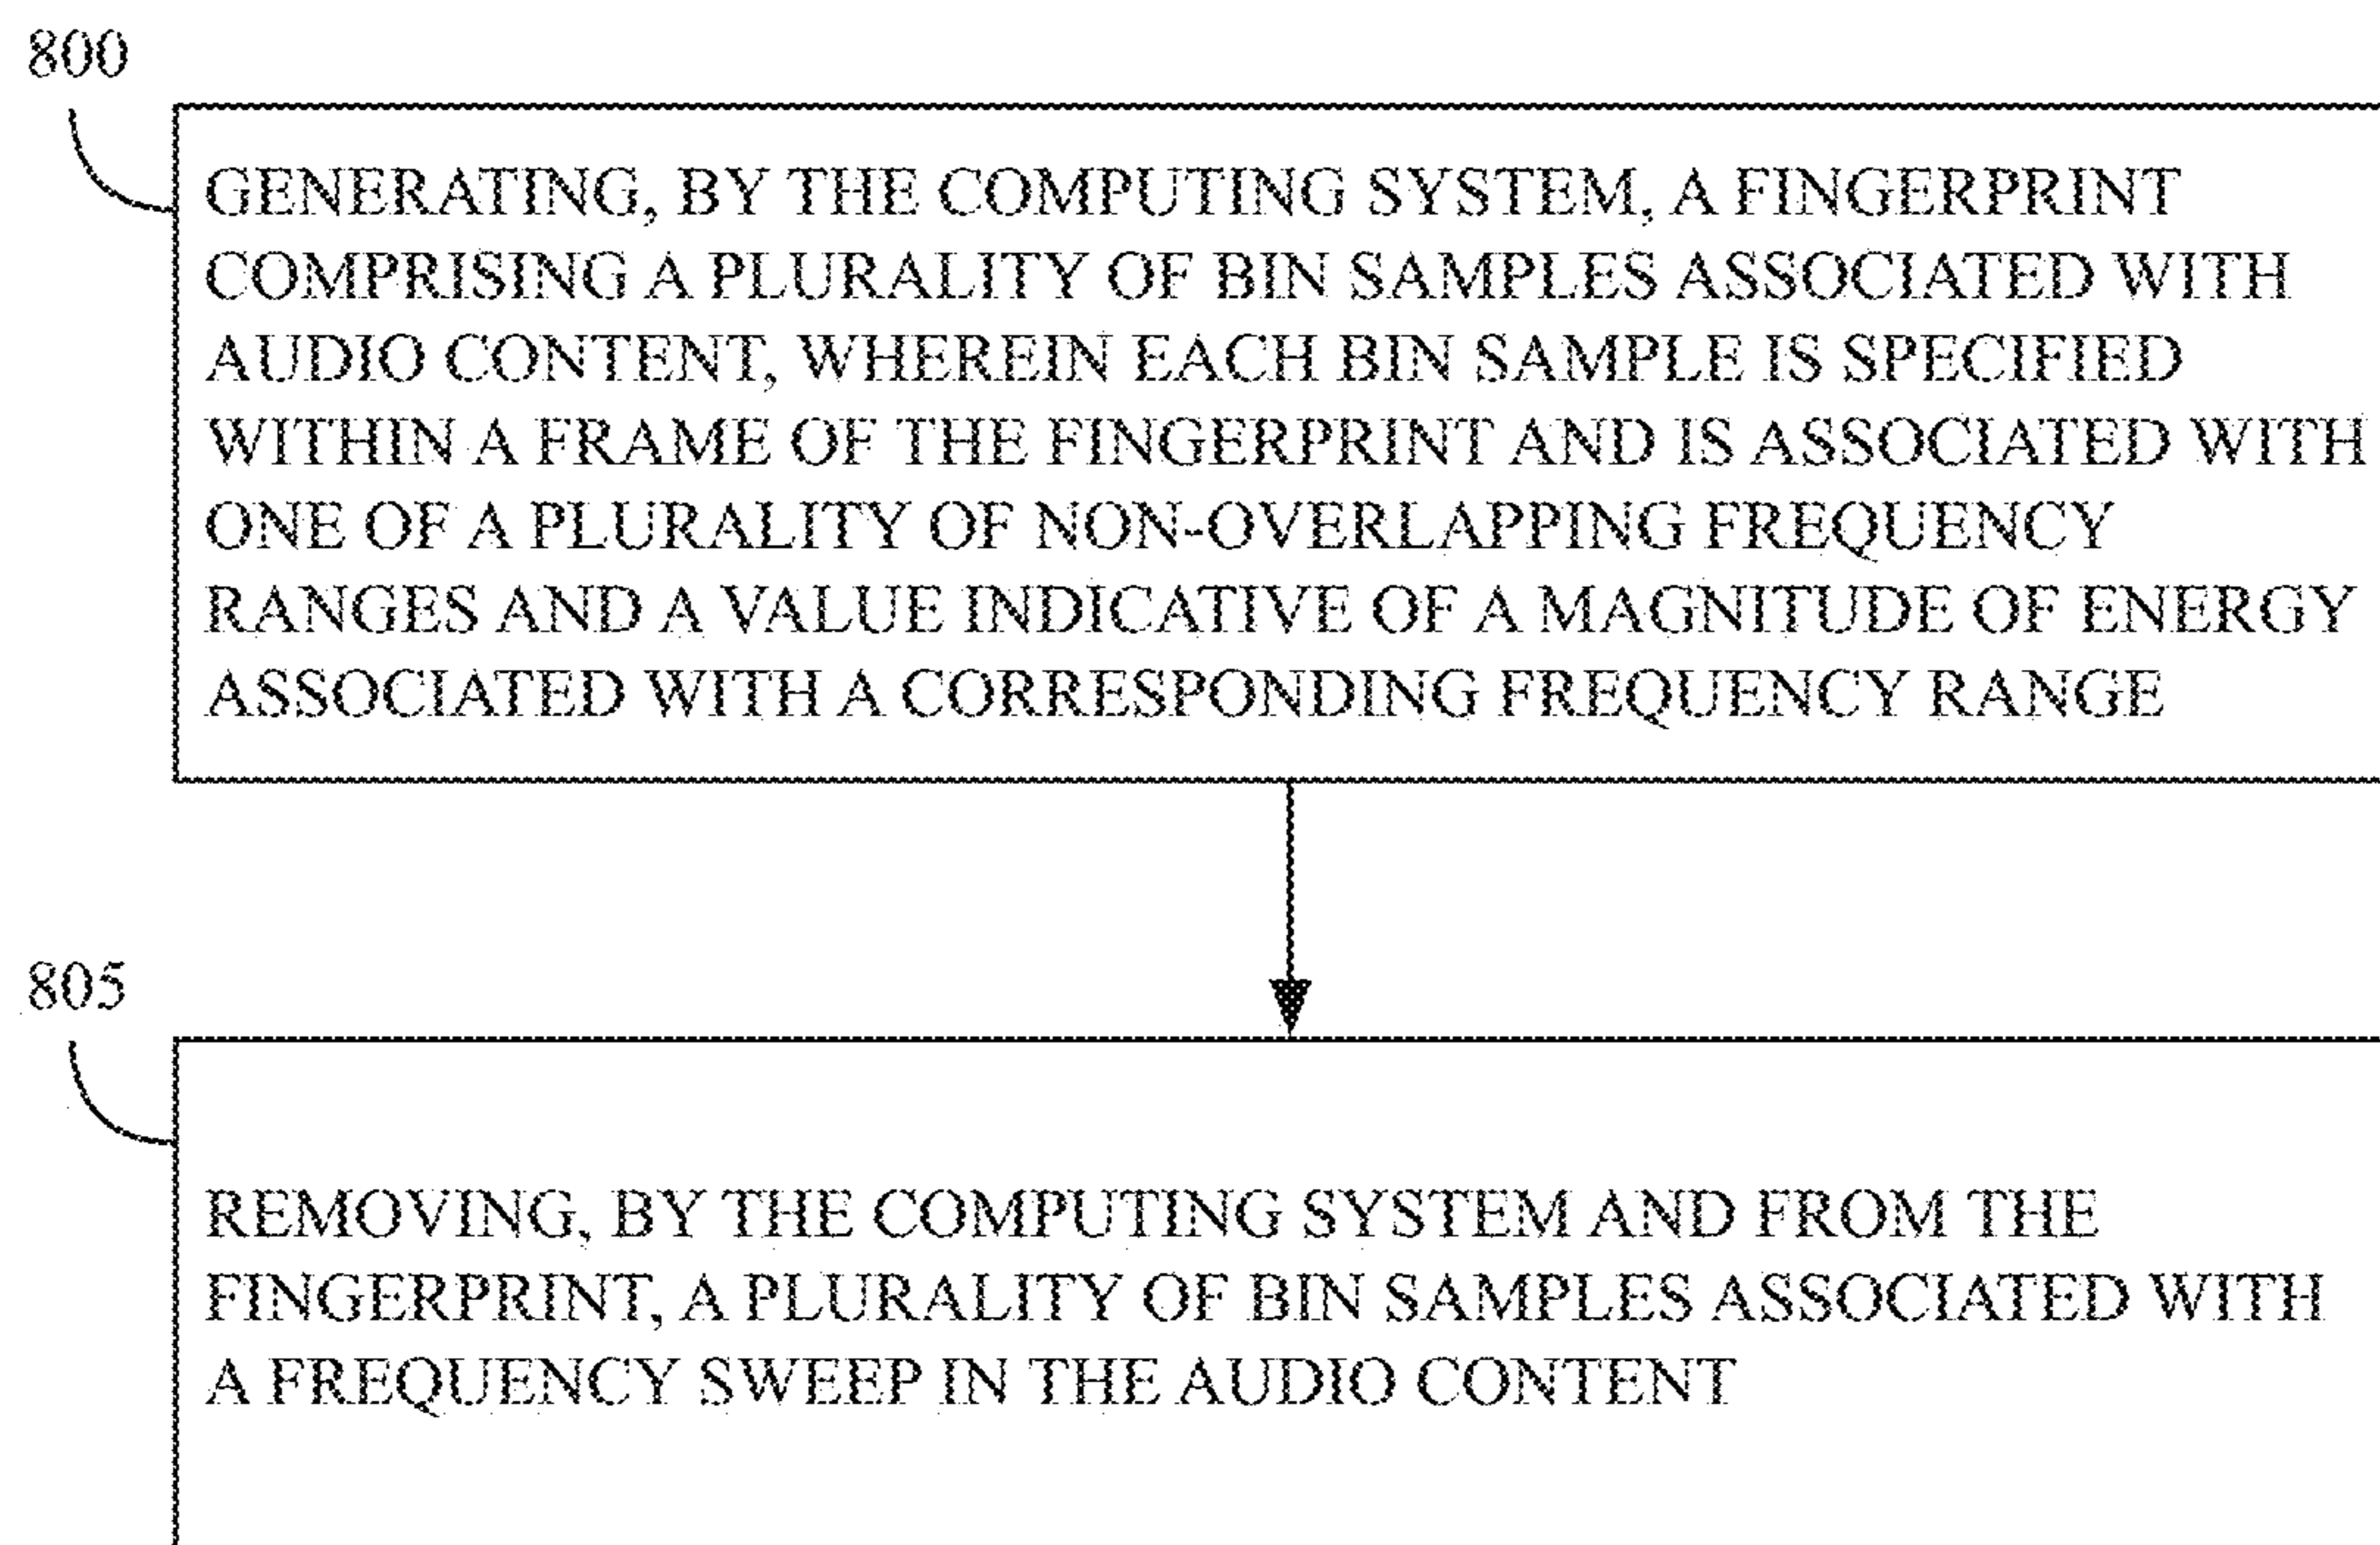 800
GENERATING, BY THE COMPUTING SYSTEM, A FINGERPRINT
COMPRISING A PLURALITY OF BIN SAMPLES ASSOCIATED WITH
AUDIO CONTENT, WHEREIN EACH BIN SAMPLE IS SPECIFIED
WITHIN A FRAME OF THE FINGERPRINT AND IS ASSOCIATED WITH
ONE OF A PLURALITY OF NON-OVERLAPPING FREQUENCY
RANGES AND A VALUE INDICATIVE OF A MAGNITUDE OF ENERGY
ASSOCIATED WITH A CORRESPONDING FREQUENCY RANGE
805
REMOVING, BY THE COMPUTING SYSTEM AND FROM THE
FINGERPRINT, A PLURALITY OF BIN SAMPLES ASSOCIATED WITH
A FREQUENCY SWEEP IN THE AUDIO CONTENT